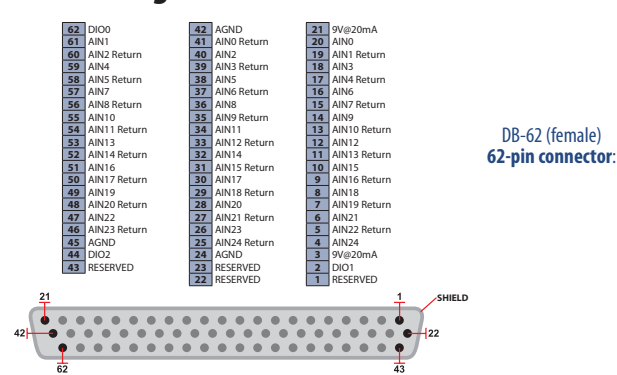 62 DIO0
61 AIN1
60 AIN2 Return
59 AIN4
58 AIN5 Return
57 AIN7
56 AIN8 Return
55 AIN10
54 AIN11 Return
53 AIN13
52 AIN14 Return
51 AIN16
50 AIN17 Return
49 AIN19
48 AIN20 Return
47 AIN22
46 AIN23 Return
45 AGND
44 DIO2
43 RESERVED
42 AGND
41 AIN0 Return
40 AIN2
39 AIN3 Return
38 AIN5
37 AIN6 Return
36 AIN8
35 AIN9 Return
34 AIN11
33 AIN12 Return
32 AIN14
31 AIN15 Return
30 AIN17
29 AIN18 Return
28 AIN20
27 AIN21 Return
26 AIN23
25 AIN24 Return
24 AGND
23 RESERVED
22 RESERVED
21 9V@20mA
20 AIN0
19 AIN1 Return
18 AIN3
17 AIN4 Return
16 AIN6
15 AIN7 Return
14 AIN9
13 AIN10 Return
12 AIN12
11 AIN13 Return
10 AIN15
9 AIN16 Return
8 AIN18
7 AIN19 Return
6 AIN21
5 AIN22 Return
4 AIN24
3 9V@20mA
2 DIO1
1 RESERVED
DB-62 (female)
62-pin connector:
21
1
SHIELD
42
22
62
43